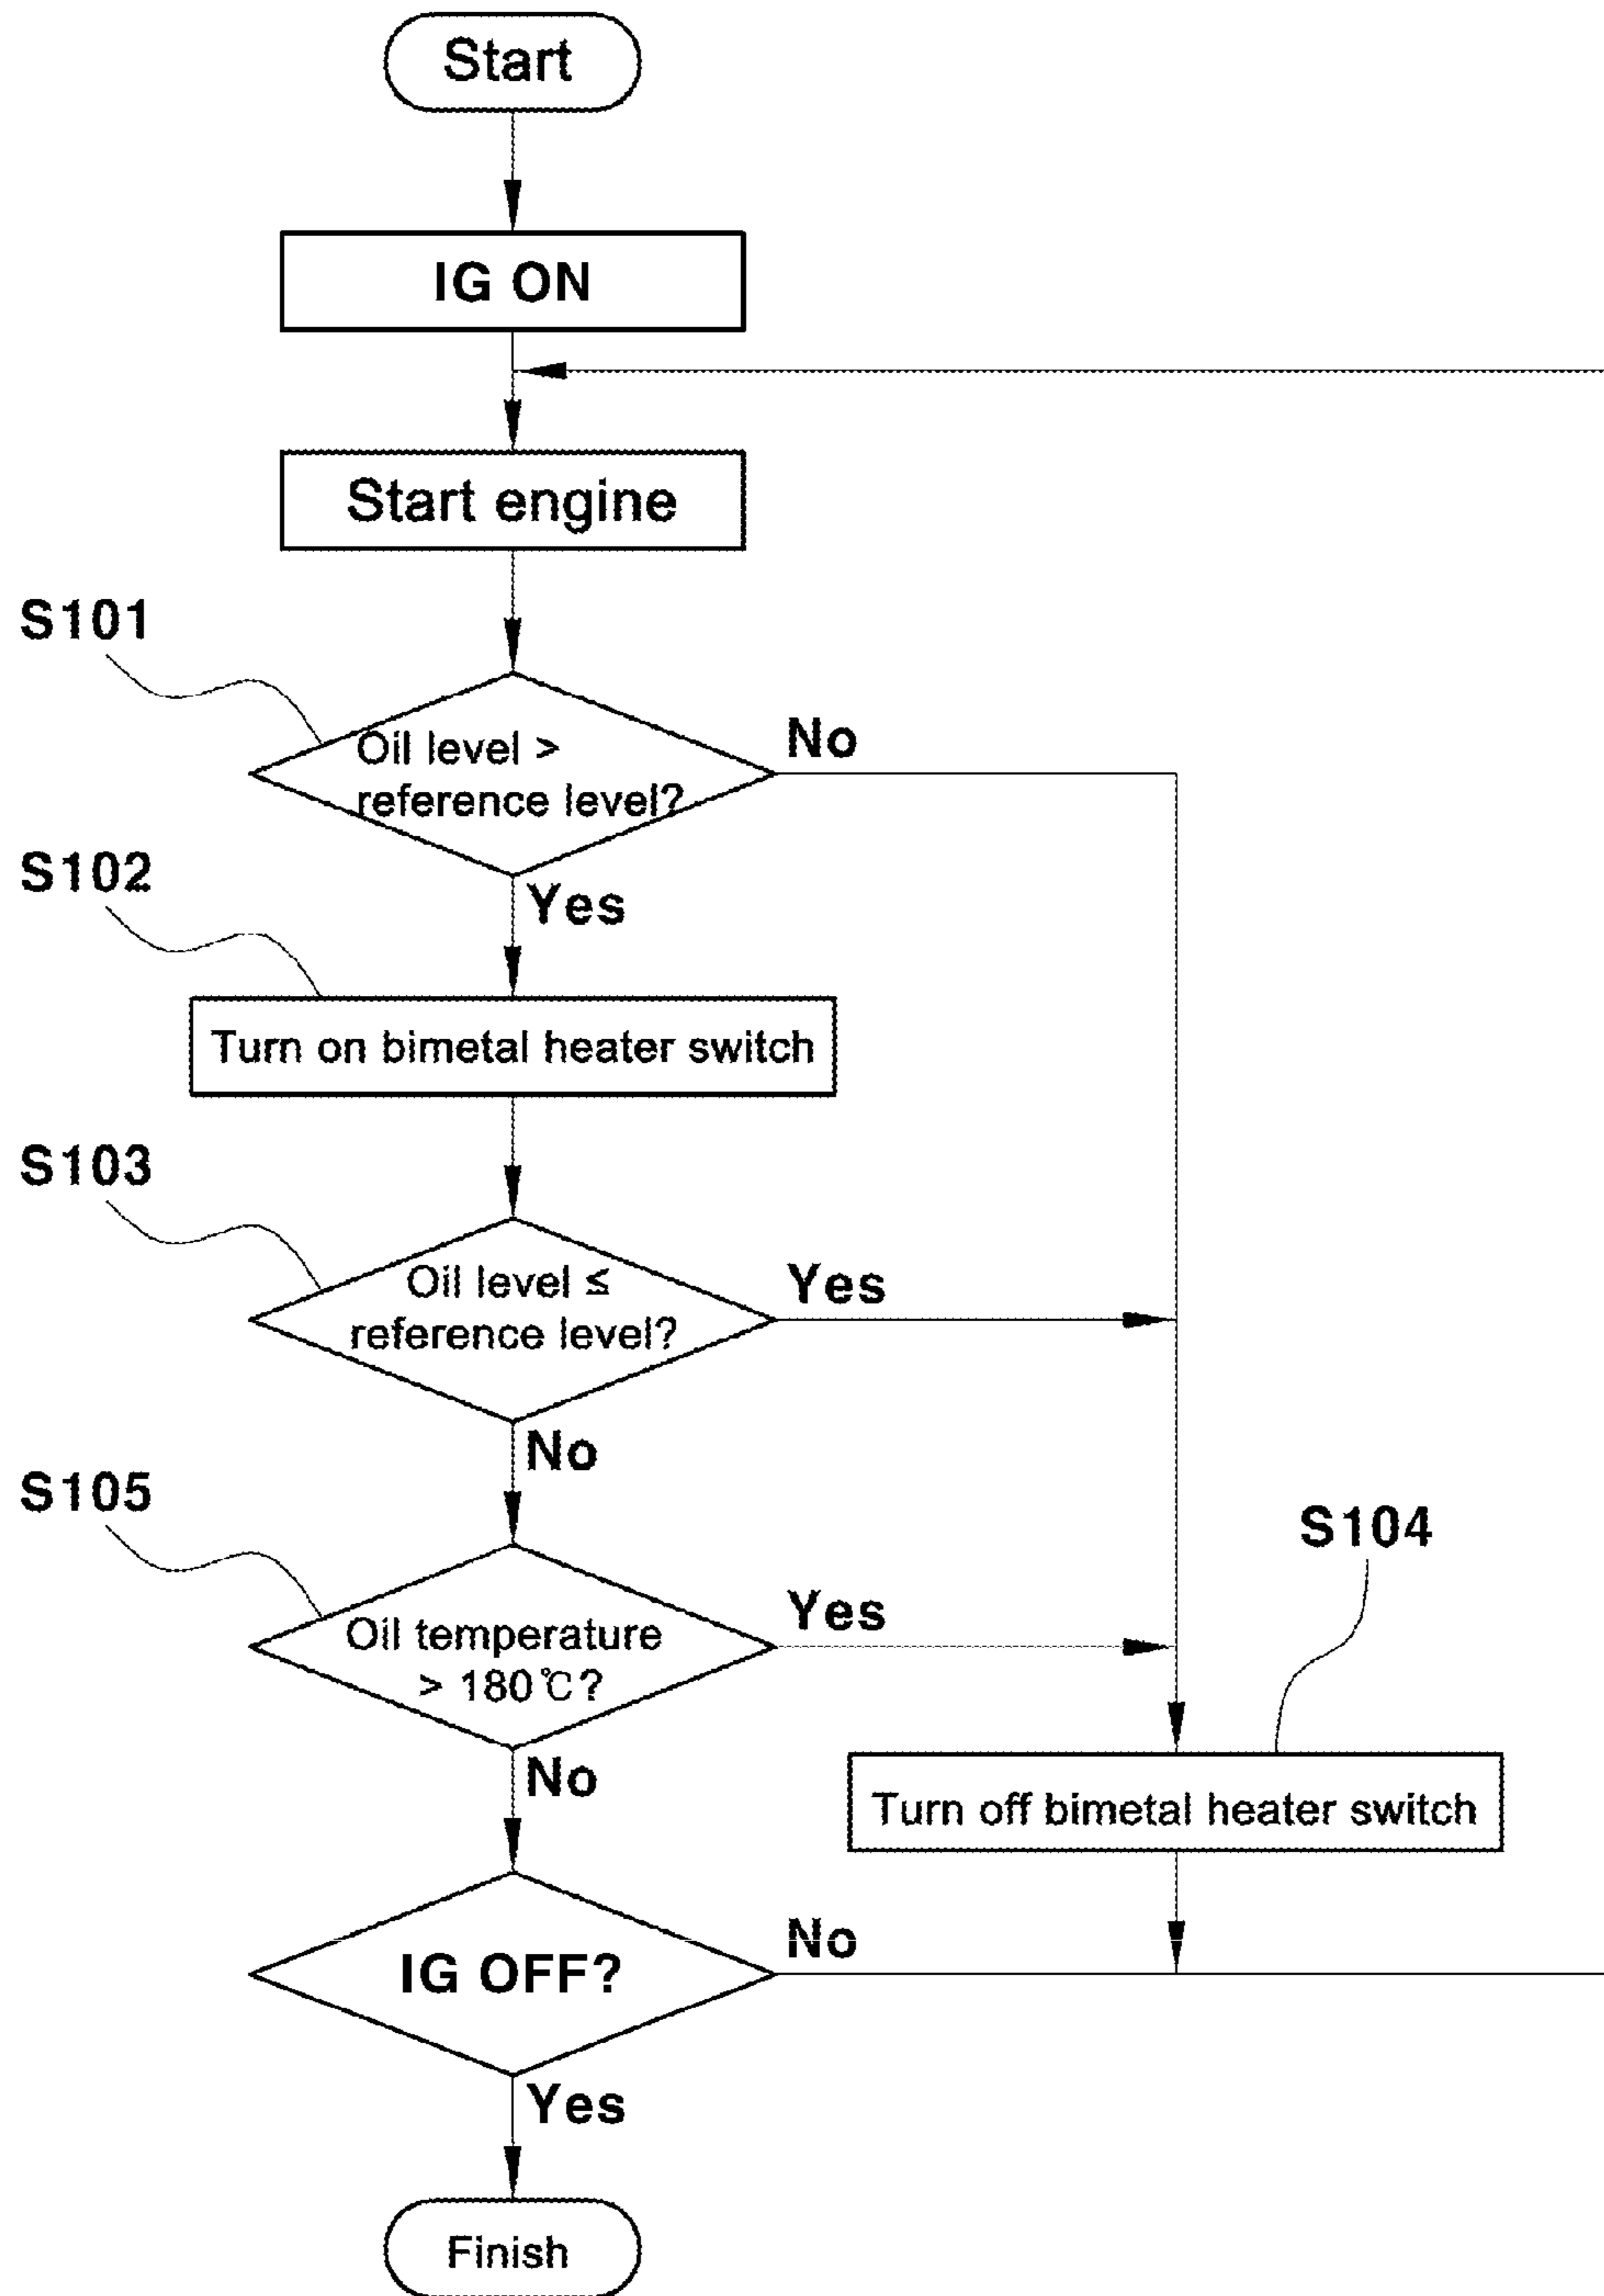 Start
IG ON
Start engine
S101
Oil level >
reference level?
No
S102
Yes
Turn on bimetal heater switch
S103
Oil level ≤
reference level?
Yes
No
S105
S104
Oil temperature
> 180℃?
Yes
No
Turn off bimetal heater switch
IG OFF?
No
Yes
Finish